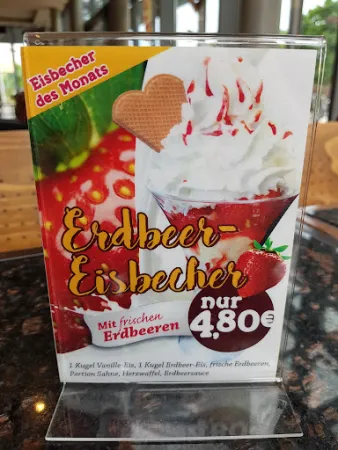 Eisbecher
des Monats
Erdbeer-
Eisbecher
nur
4,80€
Mit frischen
Erdbeeren
1 Kugel Vanille-Eis, 1 Kugel Erdbeer-Eis, frische Erdbeeren,
Portion Sahne, Herzwaffel, Erdbeersauce